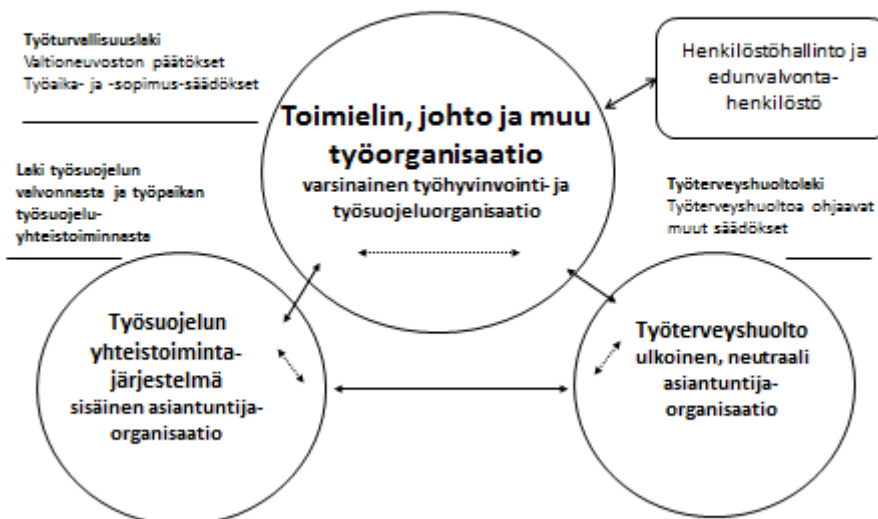 Työturvallisuuslaki
Valtioneuvoston päätökset
Työaika- ja -sopimus-säädökset
Henkilöstöhallinto ja
edunvalvonta-
henkilöstö
Toimielin, johto ja muu
työorganisaatio
varsinainen työhyvinvointi- ja
työsuojeluorganisaatio
Laki työsuojelun
valvonnasta ja työpaikan
työsuojelu-
yhteistoiminnasta
Työterveyshuoltolaki
Työterveyshuoltoa ohjaavat
muut säädökset
Työsuojelun
yhteistoiminta-
järjestelmä
sisäinen asiantuntija-
organisaatio
Työterveyshuolto
ulkoinen, neutraali
asiantuntija-
organisaatio